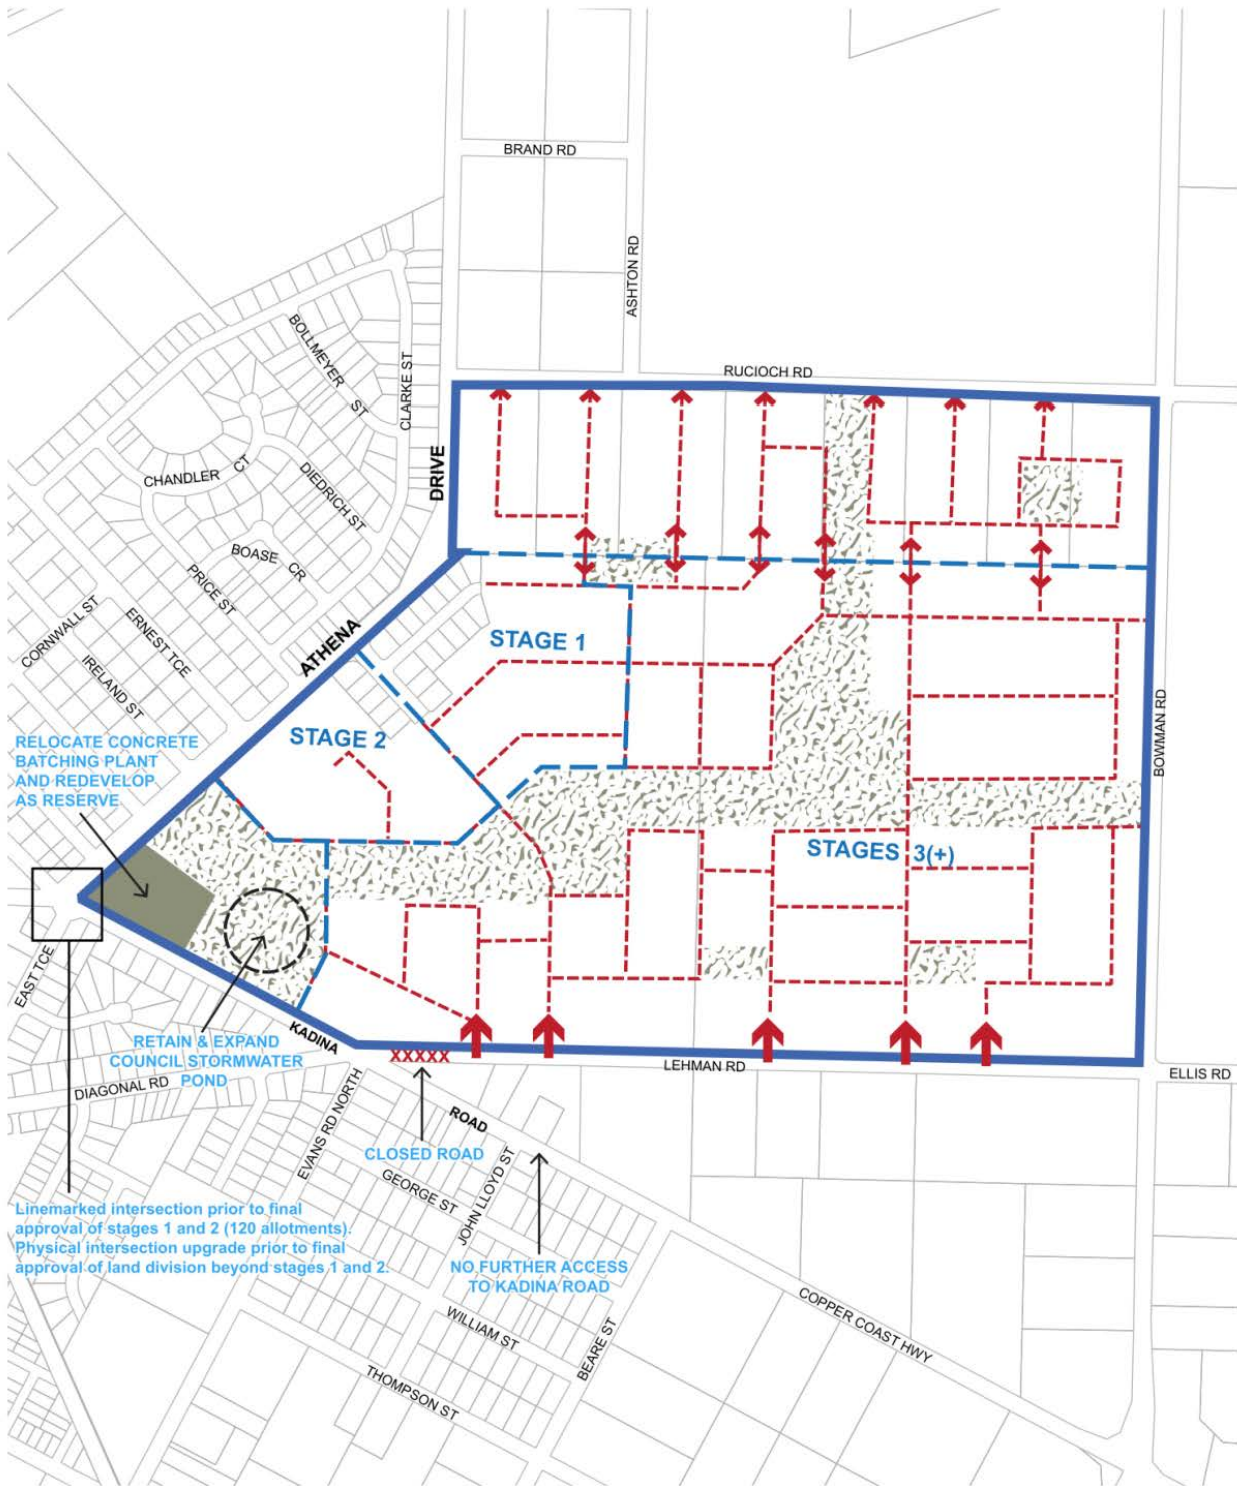 BRAND RD
ASHTON RD
RUCIOCH RD
BOLLMEYER ST
CLARKE ST
CHANDLER CT
DIEDRICH ST
DRIVE
BOASE CR
PRICE ST
CORNWALL ST
ERNEST TCE
IRELAND ST
ATHENA
STAGE 1
STAGE 2
BOWMAN RD
RELOCATE CONCRETE
BATCHING PLANT
AND REDEVELOP
AS RESERVE
STAGES 3(+)
EAST TCE
KADINA
RETAIN & EXPAND
COUNCIL STORMWATER
POND
DIAGONAL RD
XXXXX
LEHMAN RD
ELLIS RD
EVANS RD NORTH
ROAD
CLOSED ROAD
GEORGE ST
JOHN LLOYD ST
Linemarked intersection prior to final
approval of stages 1 and 2 (120 allotments).
Physical intersection upgrade prior to final
approval of land division beyond stages 1 and 2.
NO FURTHER ACCESS
TO KADINA ROAD
COPPER COAST HWY
WILLIAM ST
BEARE ST
THOMPSON ST